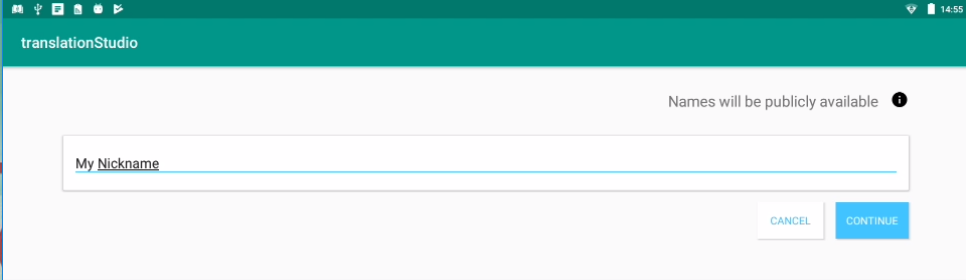 14:55
translationStudio
Names will be publicly available
My Nickname
CANCEL CONTINUE